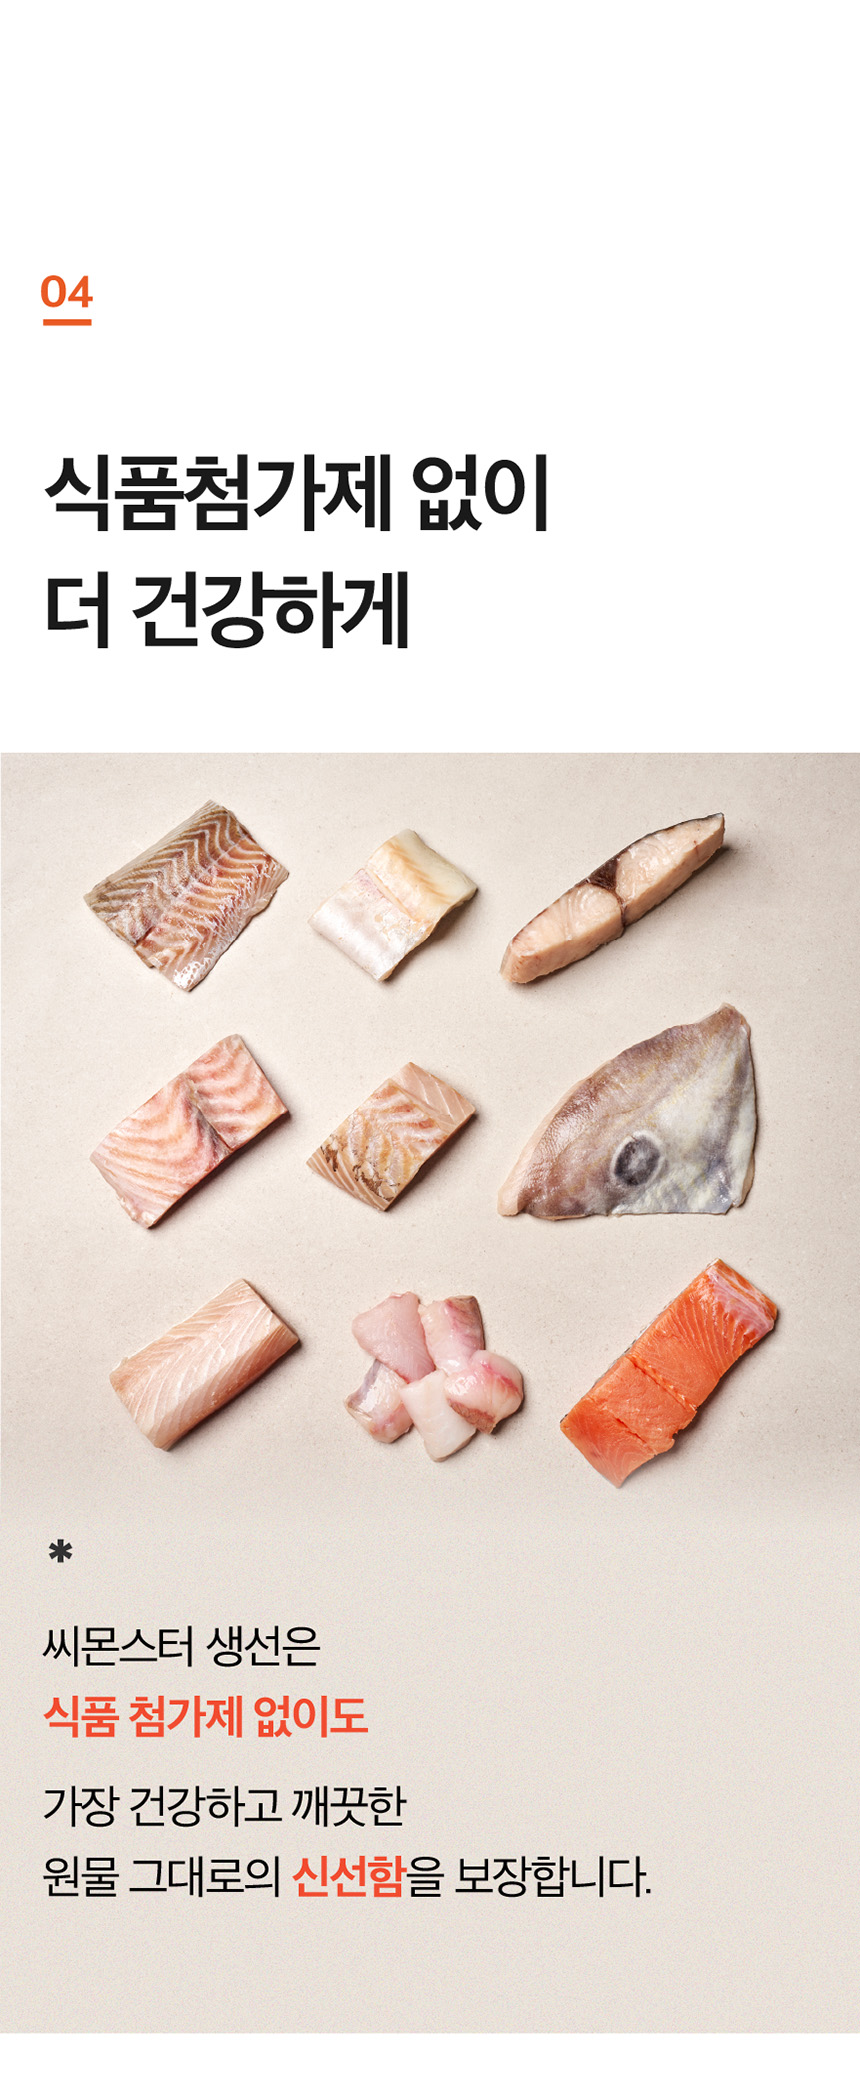 04
식품첨가제 없이
더 건강하게
*
씨몬스터 생선은
식품 첨가제 없이도
가장 건강하고 깨끗한
원물 그대로의 신선함을 보장합니다.